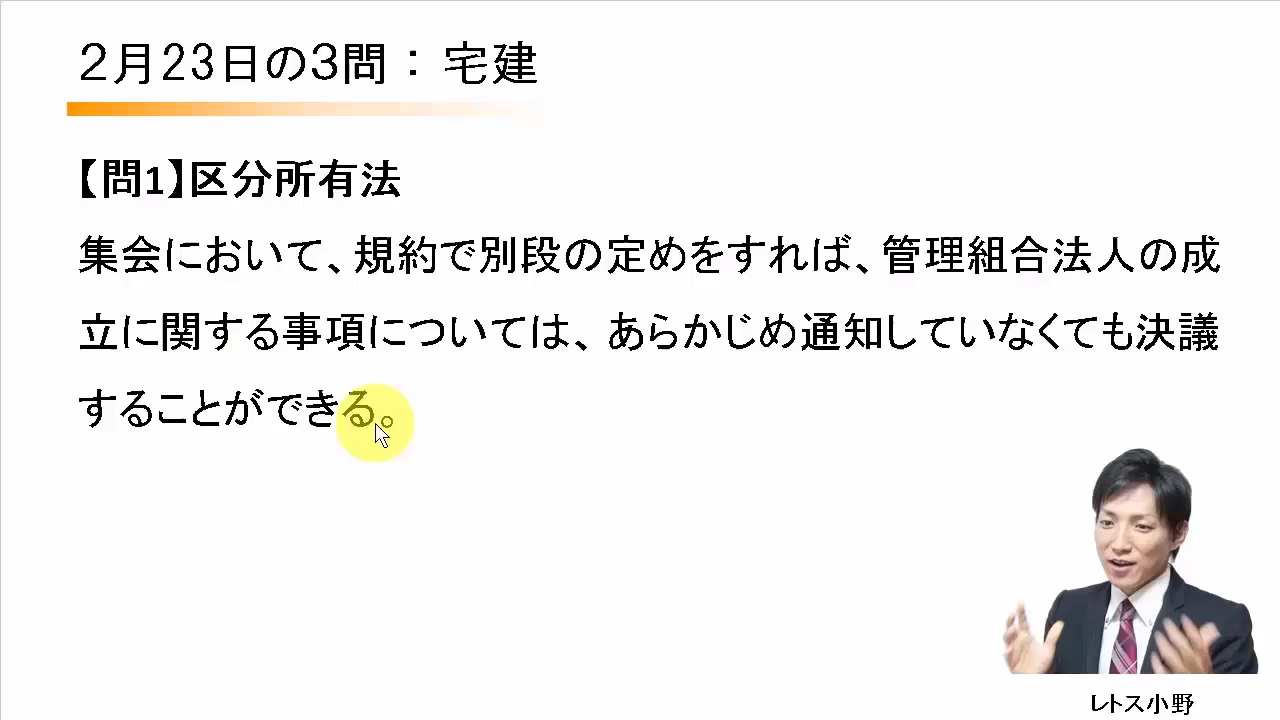 ２月23日の３問：宅建
【問1】区分所有法
集会において、規約で別段の定めをすれば、管理組合法人の成
立に関する事項については、あらかじめ通知していなくても決議
することができる。
レトス小野